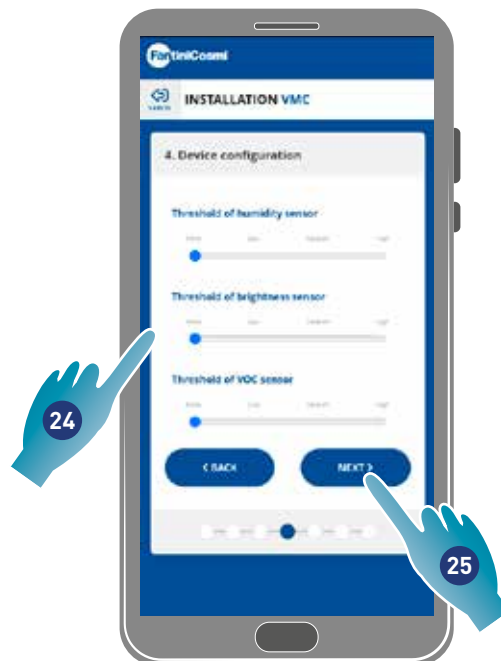 FantiniCosmi
INSTALLATION VMC
4. Device configuration
Threshold of humidity sensor
Threshold of brightness sensor
Threshold of VOC sensor
‹ BACK NEXT ›
24
25